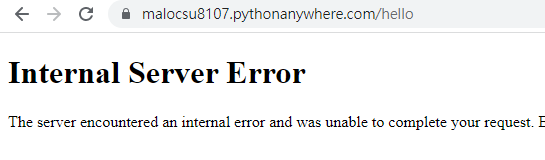 malocsu8107.pythonanywhere.com/hello
Internal Server Error
The server encountered an internal error and was unable to complete your request. E